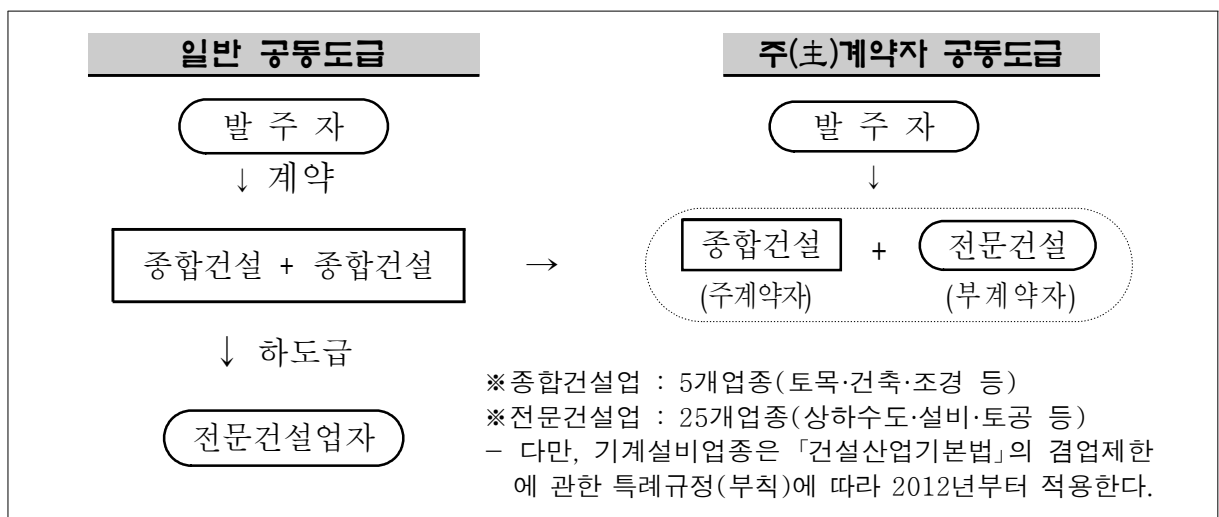 일반 공동도급
주(主)계약자 공동도급
발 주 자
↓ 계약
종합건설 + 종합건설
↓ 하도급
전문건설업자
→
발 주 자
↓
종합건설 + 전문건설
(주계약자) (부계약자)
※종합건설업 : 5개업종(토목·건축·조경 등)
※전문건설업 : 25개업종(상하수도·설비·토공 등)
- 다만, 기계설비업종은 「건설산업기본법」의 겸업제한
에 관한 특례규정(부칙)에 따라 2012년부터 적용한다.